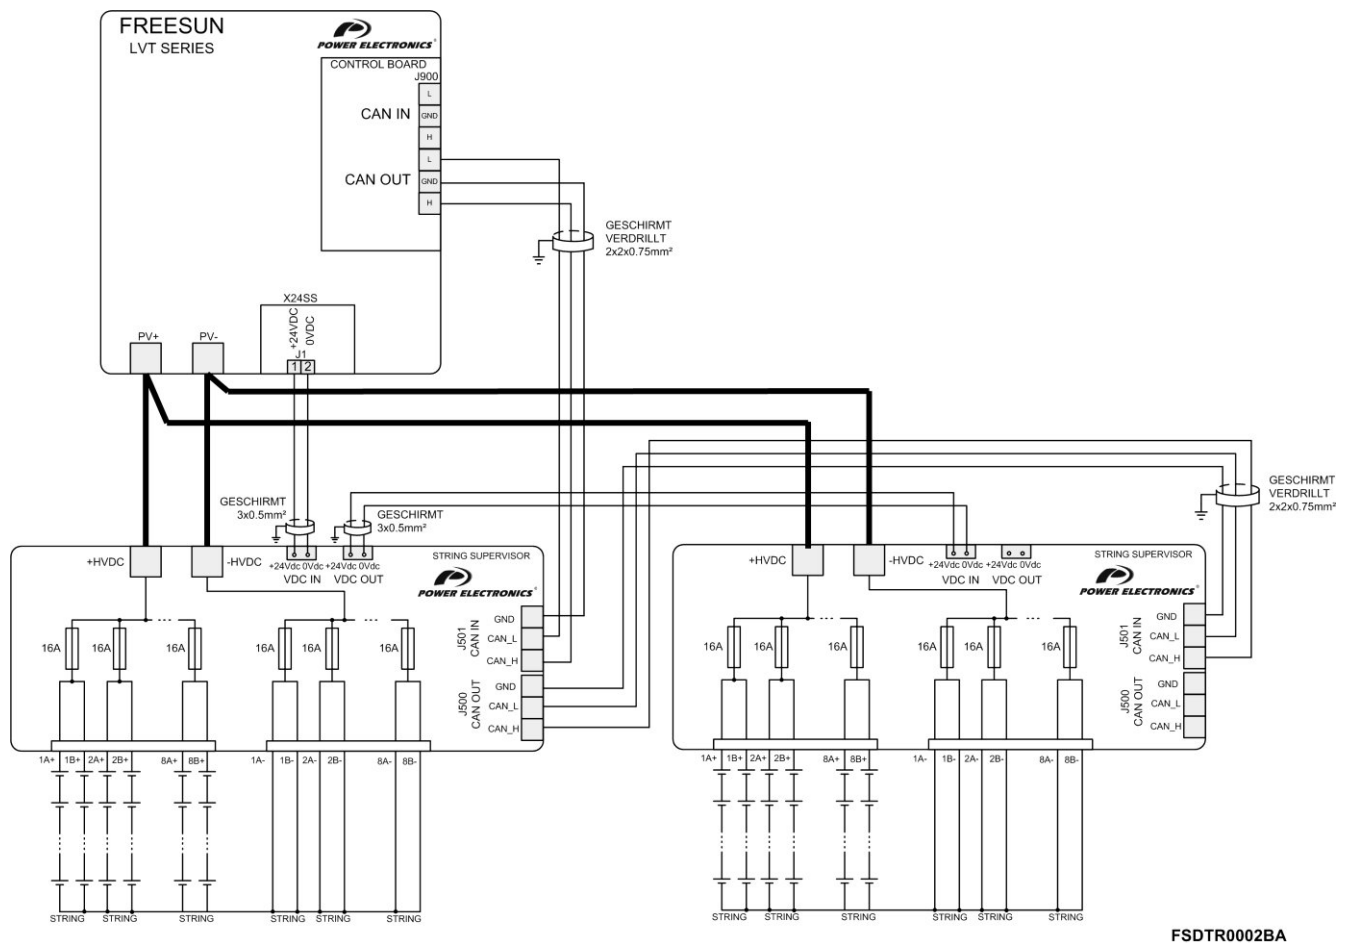 FREESUN
LVT SERIES
POWER ELECTRONICS®
CONTROL BOARD
J900
L
CAN IN
GND
H
L
CAN OUT
GND
H
GESCHIRMT
VERDRILLT
2x2x0.75mm²
X24SS
+24VDC
0VDC
J1
1 2
PV+
PV-
GESCHIRMT
3x0.5mm²
GESCHIRMT
3x0.5mm²
GESCHIRMT
VERDRILLT
2x2x0.75mm²
+HVDC
-HVDC
+24Vdc 0Vdc
VDC IN
+24Vdc 0Vdc
VDC OUT
STRING SUPERVISOR
POWER ELECTRONICS®
J501
CAN IN
GND
CAN_L
CAN_H
J500
CAN OUT
GND
CAN_L
CAN_H
16A 16A 16A 16A 16A 16A
1A+ 1B+ 2A+ 2B+ 8A+ 8B+ 1A- 1B- 2A- 2B- 8A- 8B-
STRING STRING STRING STRING STRING STRING
+HVDC
-HVDC
+24Vdc 0Vdc
VDC IN
+24Vdc 0Vdc
VDC OUT
STRING SUPERVISOR
POWER ELECTRONICS®
J501
CAN IN
GND
CAN_L
CAN_H
J500
CAN OUT
GND
CAN_L
CAN_H
16A 16A 16A 16A 16A 16A
1A+ 1B+ 2A+ 2B+ 8A+ 8B+ 1A- 1B- 2A- 2B- 8A- 8B-
STRING STRING STRING STRING STRING STRING
FSDTR0002BA